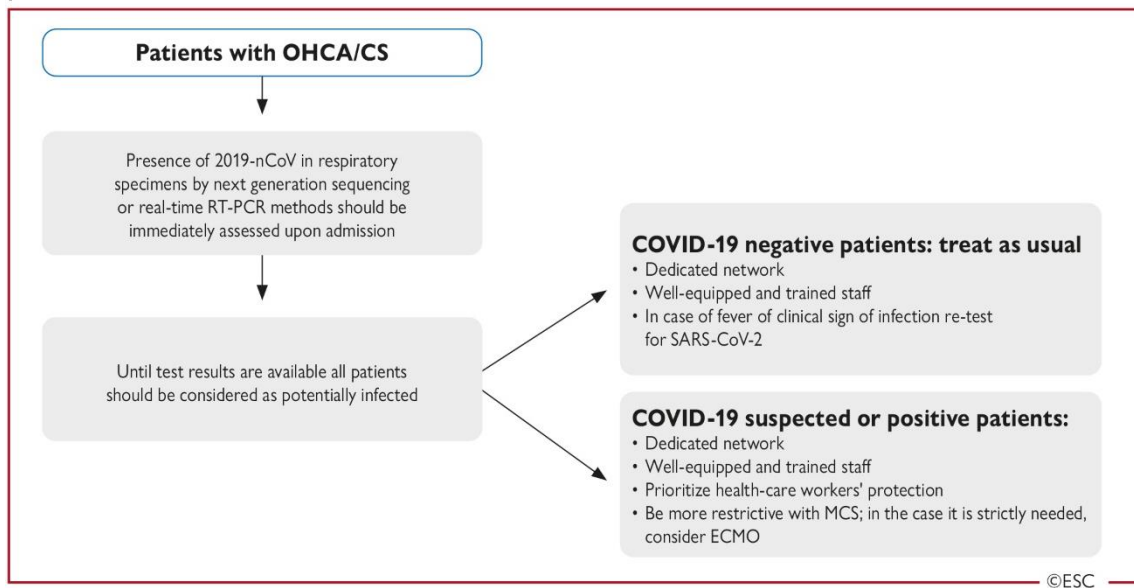 Patients with OHCA/CS
Presence of 2019-nCoV in respiratory
specimens by next generation sequencing
or real-time RT-PCR methods should be
immediately assessed upon admission
Until test results are available all patients
should be considered as potentially infected
COVID-19 negative patients: treat as usual
• Dedicated network
• Well-equipped and trained staff
• In case of fever of clinical sign of infection re-test
for SARS-CoV-2
COVID-19 suspected or positive patients:
• Dedicated network
• Well-equipped and trained staff
• Prioritize health-care workers' protection
• Be more restrictive with MCS; in the case it is strictly needed,
consider ECMO
©ESC